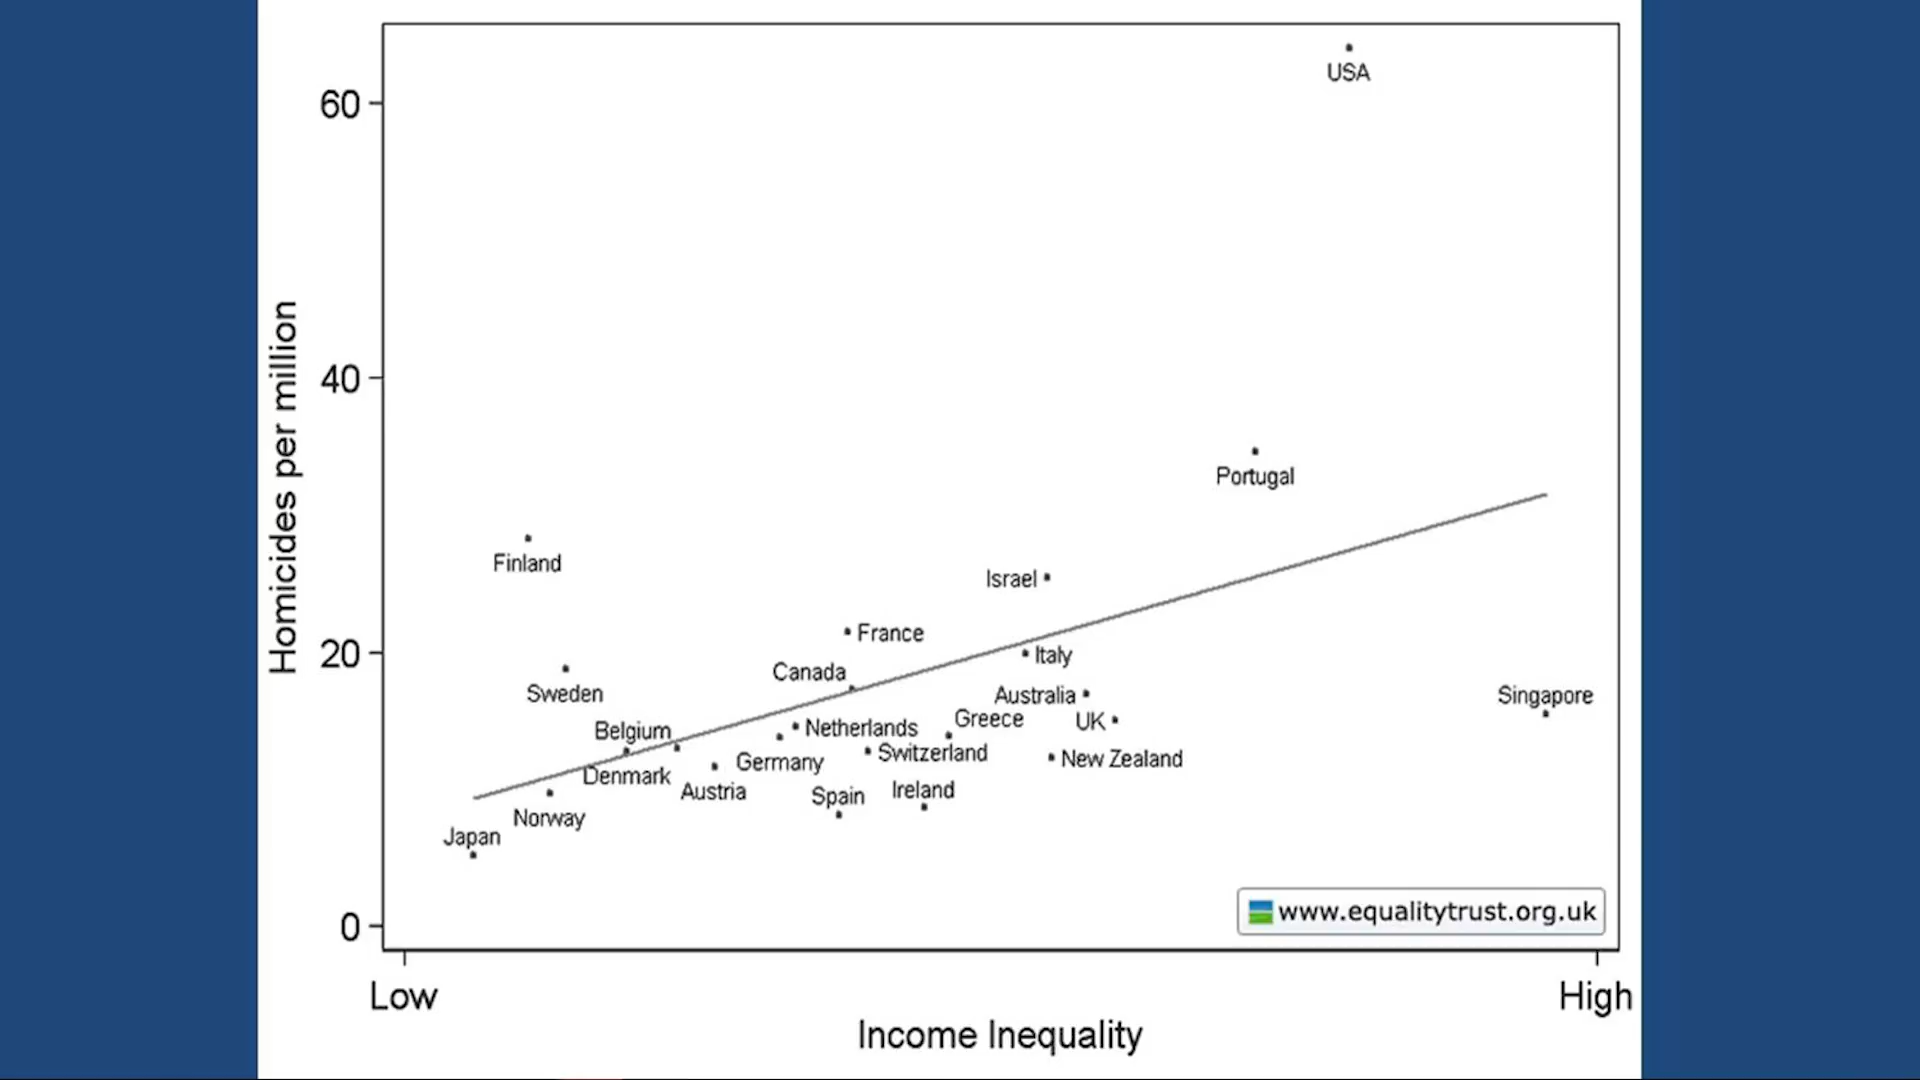 USA
60
40
Homicides per million
Portugal
Finland
Israel
France
20
Italy
Canada
Sweden
Australia
Singapore
Greece
UK
Belgium
Netherlands
Switzerland
New Zealand
Germany
Denmark
Austria
Ireland
Spain
Norway
Japan
www.equalitytrust.org.uk
0
Low
High
Income Inequality